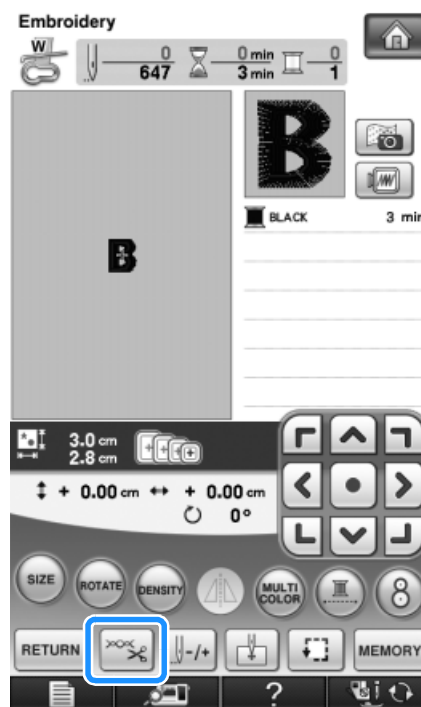 Embroidery
W
0 0 min 0
647 3 min 1
B
BLACK 3 min
B
3.0 cm
2.8 cm
+ 0.00 cm + 0.00 cm
0°
SIZE ROTATE DENSITY MULTI COLOR 8
RETURN -/+ MEMORY
? i